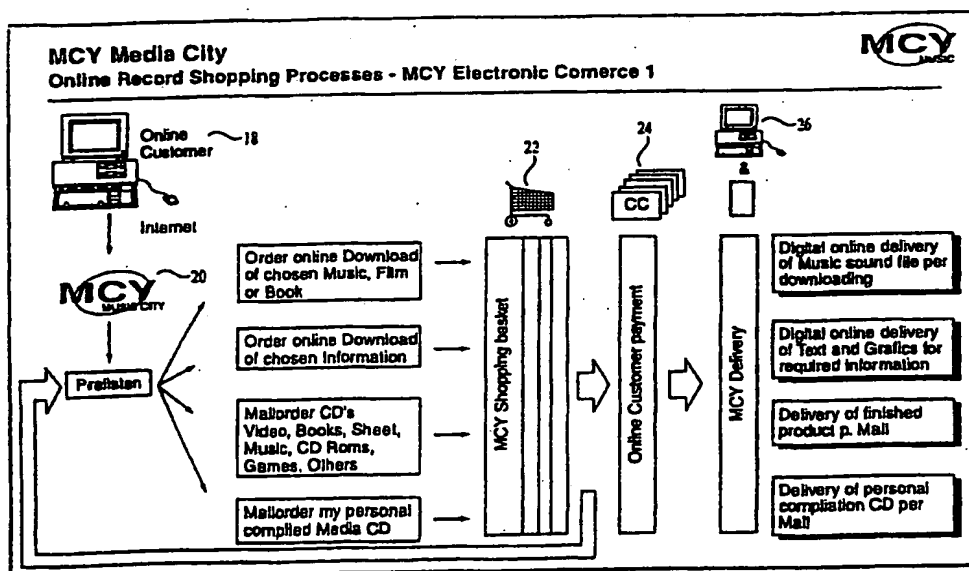 MCY Media City
Online Record Shopping Processes - MCY Electronic Comerce 1
MCY
MUSIC
Online
Customer
18
Internet
MCY
MUSIC CITY
20
Prelisten
Order online Download
of chosen Music, Film
or Book
Order online Download
of chosen Information
Mailorder CD's
Video, Books, Sheet,
Music, CD Roms,
Games, Others
Mailorder my personal
compiled Media CD
22
MCY Shopping basket
24
CC
Online Customer payment
26
MCY Delivery
Digital online delivery
of Music sound file per
downloading
Digital online delivery
of Text and Grafics for
required information
Delivery of finished
product p. Mail
Delivery of personal
compilation CD per
Mail